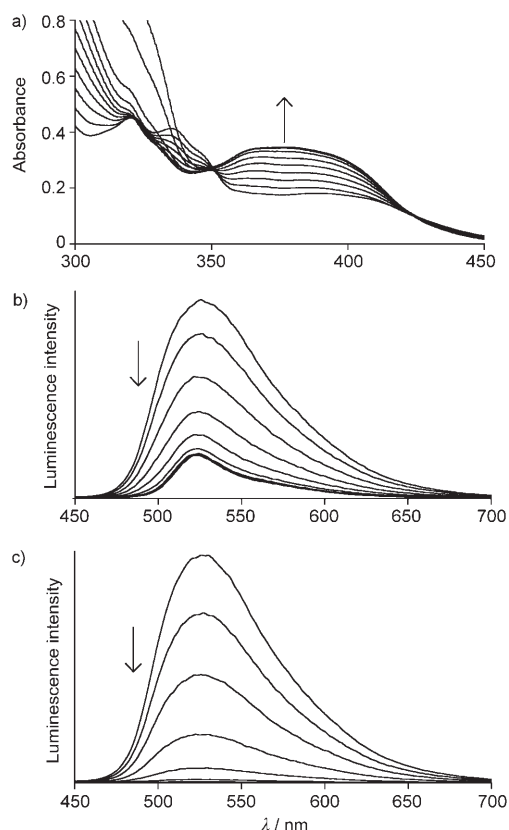 a)
0.8
0.6
0.4
0.2
0
Absorbance
300 350 400 450
b)
Luminescence intensity
450 500 550 600 650 700
c)
Luminescence intensity
450 500 550 600 650 700
λ / nm